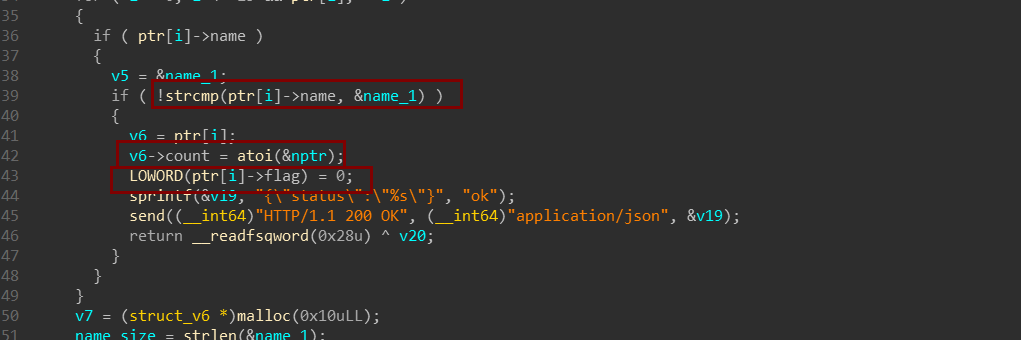 35 {
36 if ( ptr[i]->name )
37 {
38 v5 = &name_1;
39 if ( !strcmp(ptr[i]->name, &name_1) )
40 {
41 v6 = ptr[i];
42 v6->count = atoi(&nptr);
43 LOWORD(ptr[i]->flag) = 0;
44 sprintf(&v19, "{\"status\":\"%s\"}", "ok");
45 send((__int64)"HTTP/1.1 200 OK", (__int64)"application/json", &v19);
46 return __readfsqword(0x28u) ^ v20;
47 }
48 }
49 }
50 v7 = (struct_v6 *)malloc(0x10uLL);
51 name_size = strlen(&name_1);